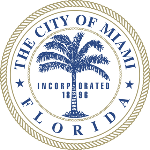 THE CITY OF MIAMI
INCORPORATED
18 96
FLORIDA